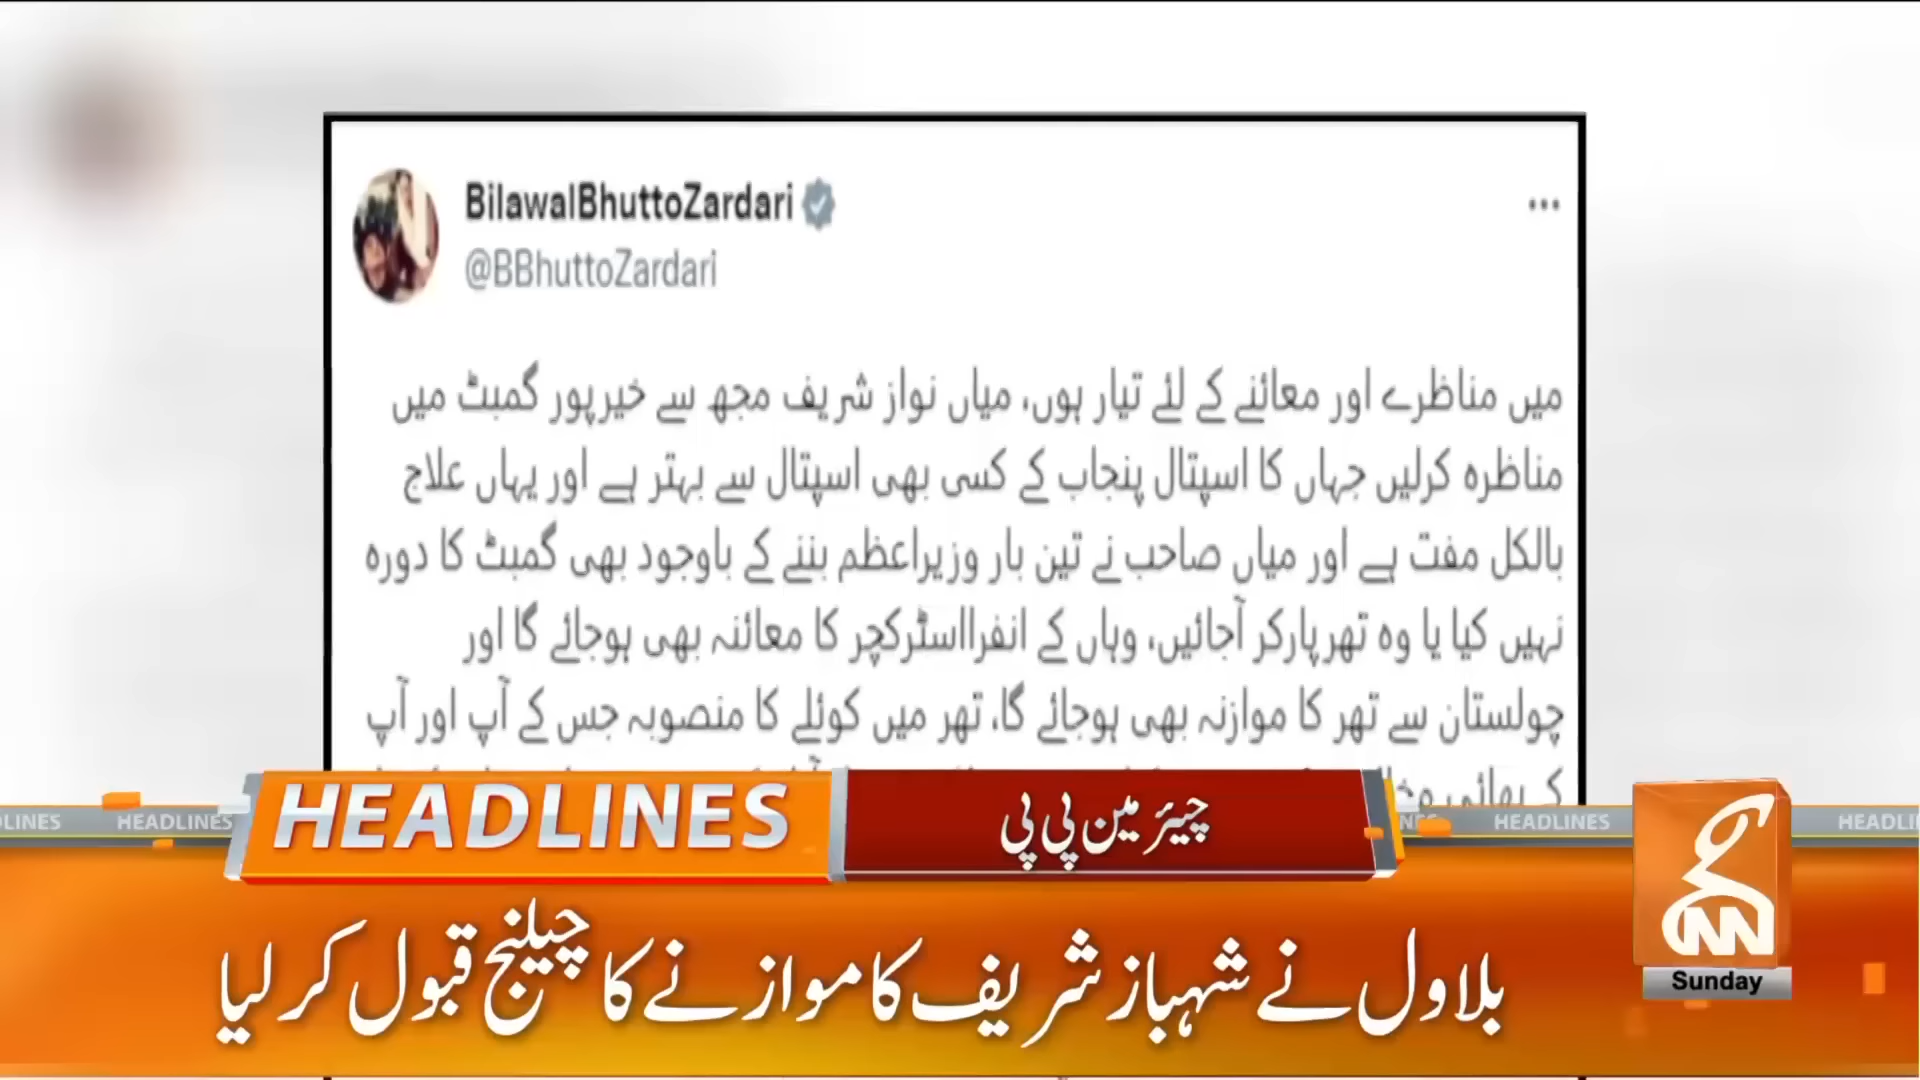 BilawalBhuttoZardari
@BBhuttoZardari
میں مناظرے اور معائنے کے لئے تیار ہوں، میاں نواز شریف مجھ سے خیرپور گمبٹ میں
مناظرہ کرلیں جہاں کا اسپتال پنجاب کے کسی بھی اسپتال سے بہتر ہے اور یہاں علاج
بالکل مفت ہے اور میاں صاحب نے تین بار وزیراعظم بننے کے باوجود بھی گمبٹ کا دورہ
نہیں کیا یا وہ تھرپارکر آجائیں، وہاں کے انفرااسٹرکچر کا معائنہ بھی ہوجائے گا اور
چولستان سے تھر کا موازنہ بھی ہوجائے گا، تھر میں کوئلے کا منصوبہ جس کے آپ اور آپ
کے بھائی
HEADLINES
HEADLINES
چیئرمین پی پی
HEADLINES
بلاول نے شہباز شریف کا موازنے کا چیلنج قبول کر لیا
GNN
Sunday